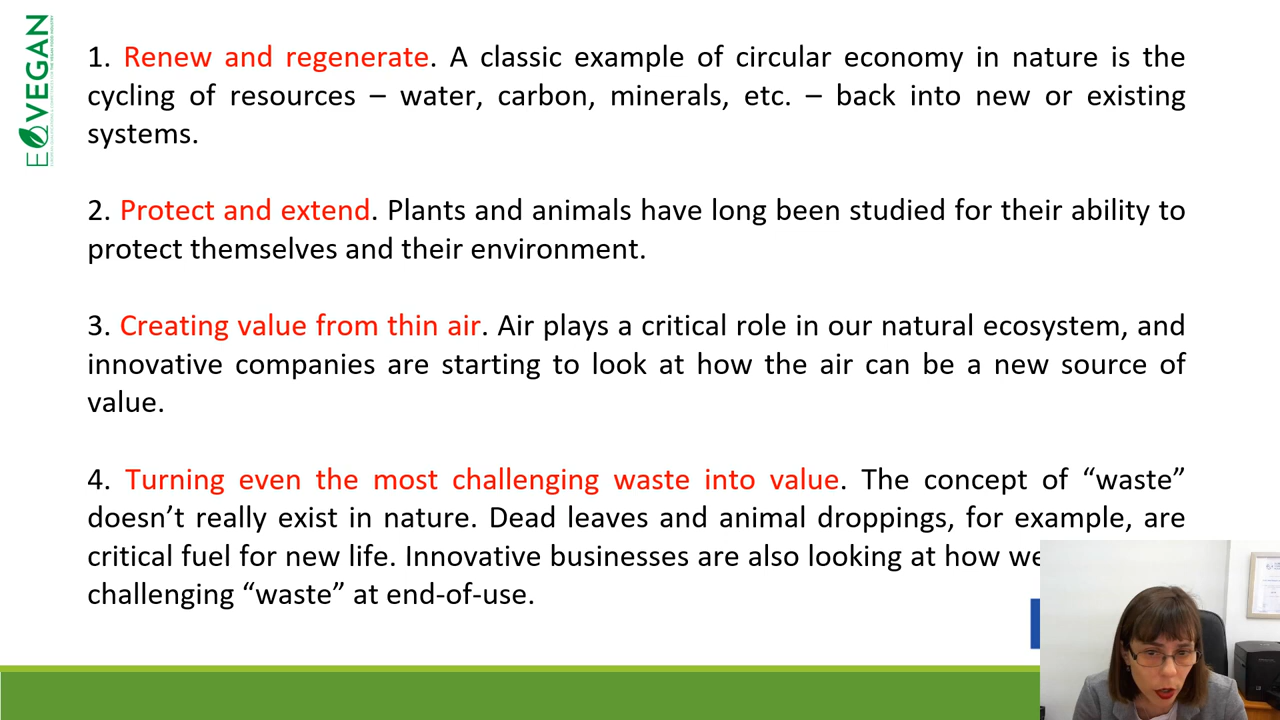 EQVEGAN
1. Renew and regenerate. A classic example of circular economy in nature is the
cycling of resources – water, carbon, minerals, etc. – back into new or existing
systems.
2. Protect and extend. Plants and animals have long been studied for their ability to
protect themselves and their environment.
3. Creating value from thin air. Air plays a critical role in our natural ecosystem, and
innovative companies are starting to look at how the air can be a new source of
value.
4. Turning even the most challenging waste into value. The concept of “waste”
doesn’t really exist in nature. Dead leaves and animal droppings, for example, are
critical fuel for new life. Innovative businesses are also looking at how we
challenging “waste” at end-of-use.